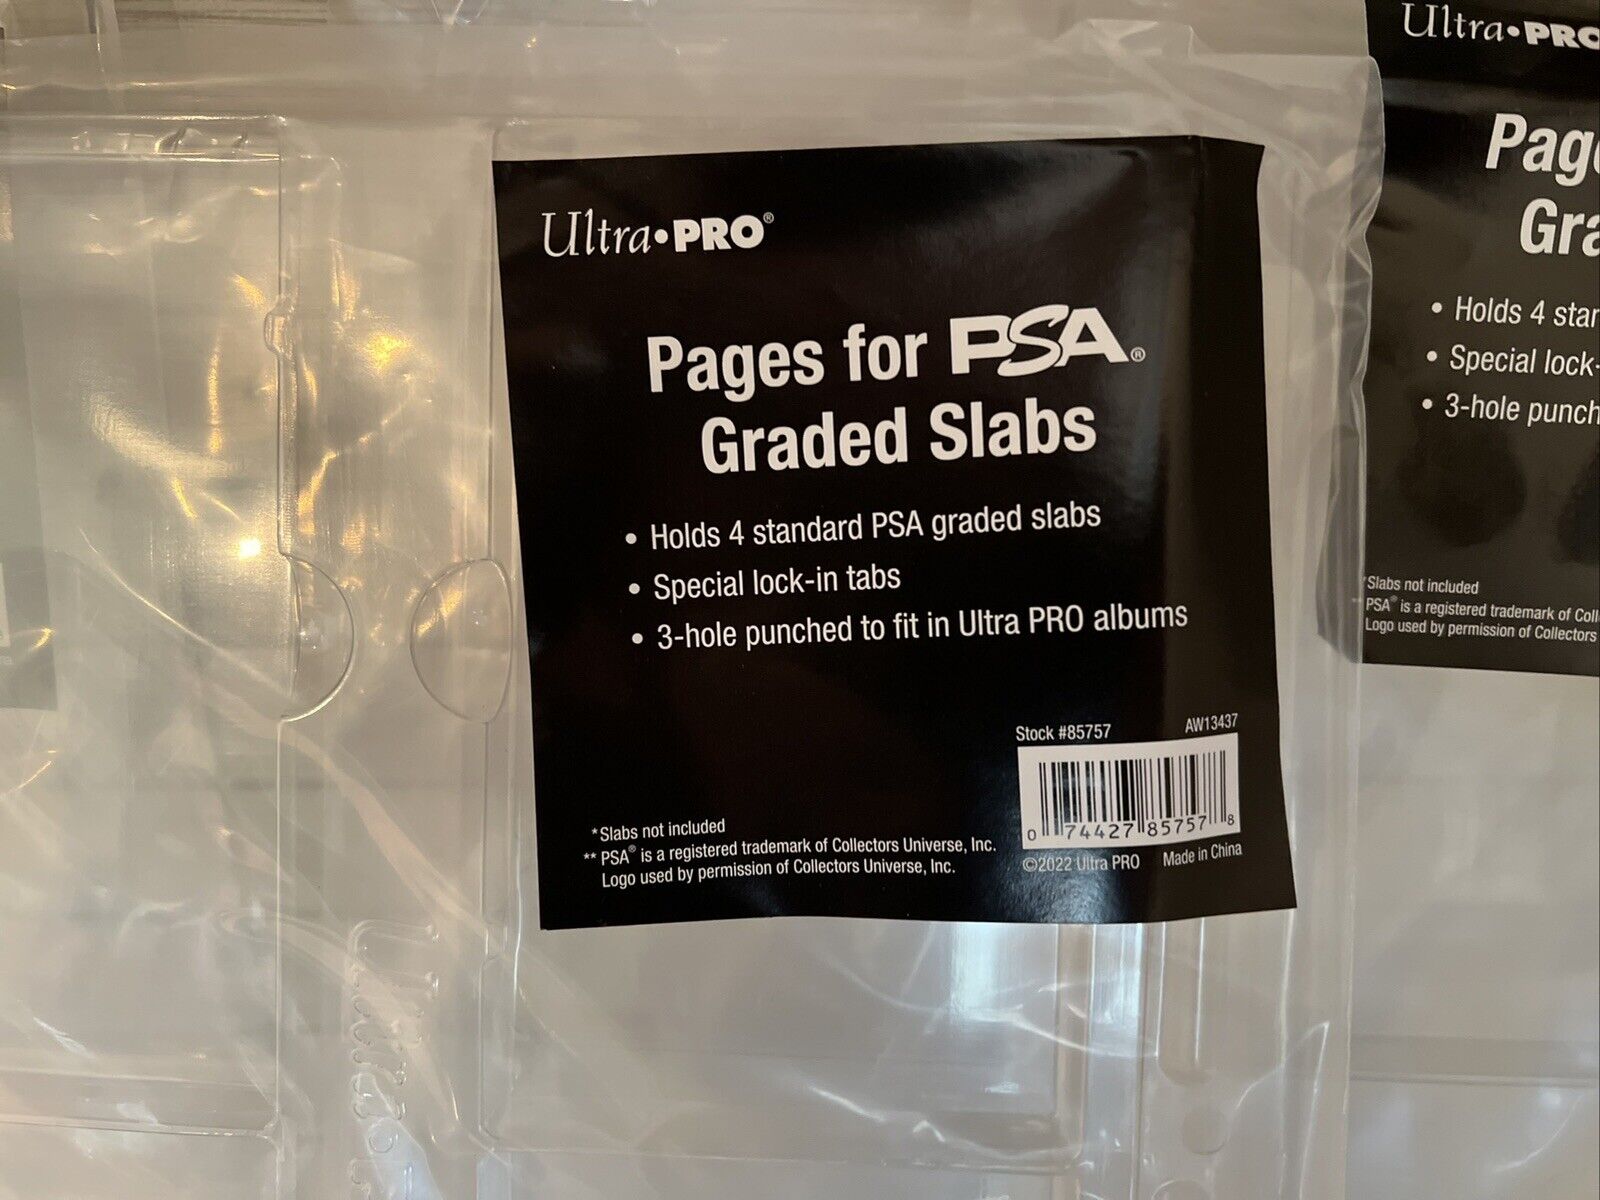 Ultra•PRO®
Pages for PSA®
Graded Slabs
• Holds 4 standard PSA graded slabs
• Special lock-in tabs
• 3-hole punched to fit in Ultra PRO albums
Stock #85757 AW13437
0 74427 85757 8
©2022 Ultra PRO Made in China
*Slabs not included
** PSA® is a registered trademark of Collectors Universe, Inc.
Logo used by permission of Collectors Universe, Inc.
Ultra•PRO
Pag
Gra
• Holds 4 stan
• Special lock-
• 3-hole punch
*Slabs not included
PSA® is a registered trademark of Coll
Logo used by permission of Collectors
Ultra